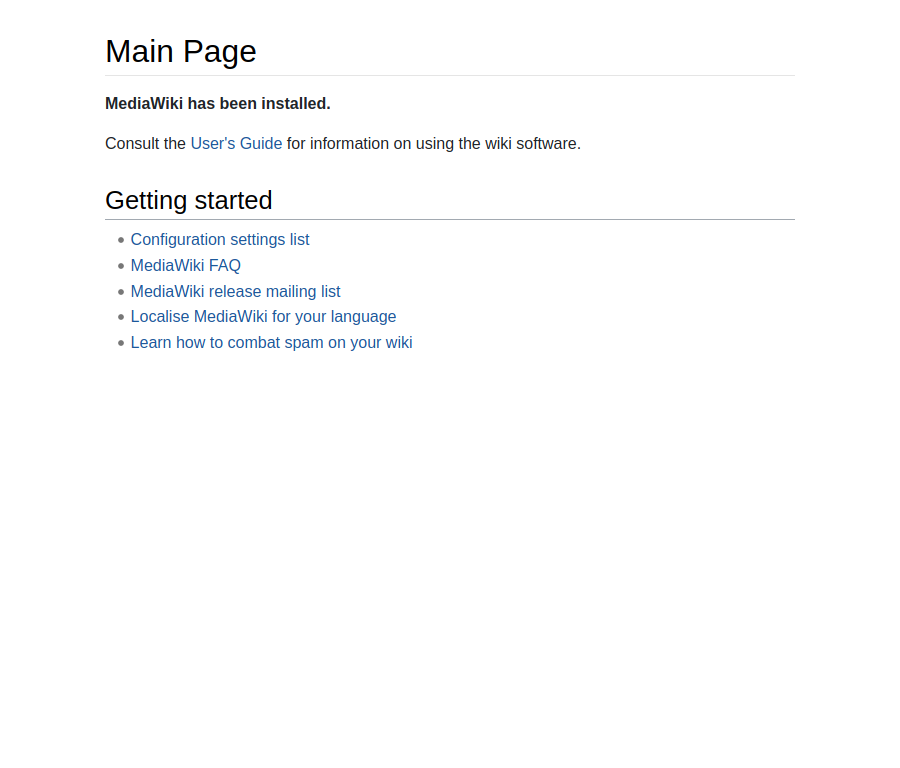 Main Page
MediaWiki has been installed.
Consult the User's Guide for information on using the wiki software.
Getting started
Configuration settings list
MediaWiki FAQ
MediaWiki release mailing list
Localise MediaWiki for your language
Learn how to combat spam on your wiki